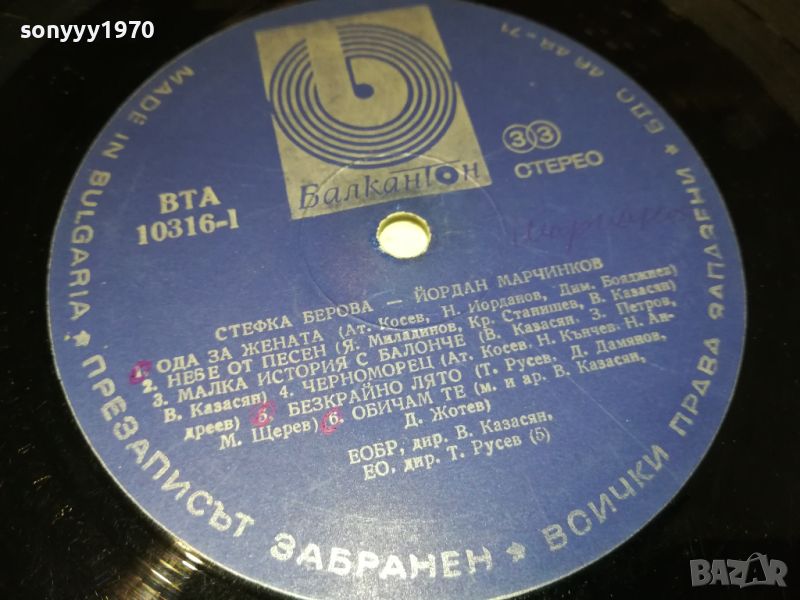 sonyyy1970
MADE IN BULGARIA ★ ПРЕЗАПИСЪТ ЗАБРАНЕН ★ ВСИЧКИ ПРАВА ЗАПАЗЕНИ ★ БДС
Балкантон
33
СТЕРЕО
ВТА
10316-1
СТЕФКА БЕРОВА — ЙОРДАН МАРЧИНКОВ
1. ОДА ЗА ЖЕНАТА (Ат. Косев, Н. Йорданов, Дим. Бояджиев)
2. НЕБЕ ОТ ПЕСЕН (Я. Миладинов, Кр. Станишев, В. Казасян)
3. МАЛКА ИСТОРИЯ С БАЛОНЧЕ (В. Казасян, З. Петров,
В. Казасян) 4. ЧЕРНОМОРЕЦ (Ат. Косев, Н. Кънчев, Н. Ан-
дреев) 5. БЕЗКРАЙНО ЛЯТО (Т. Русев, Д. Дамянов,
М. Щерев) 6. ОБИЧАМ ТЕ (м. и ар. В. Казасян,
Д. Жотев)
ЕОБР, дир. В. Казасян,
ЕО, дир. Т. Русев (5)
BAZAR